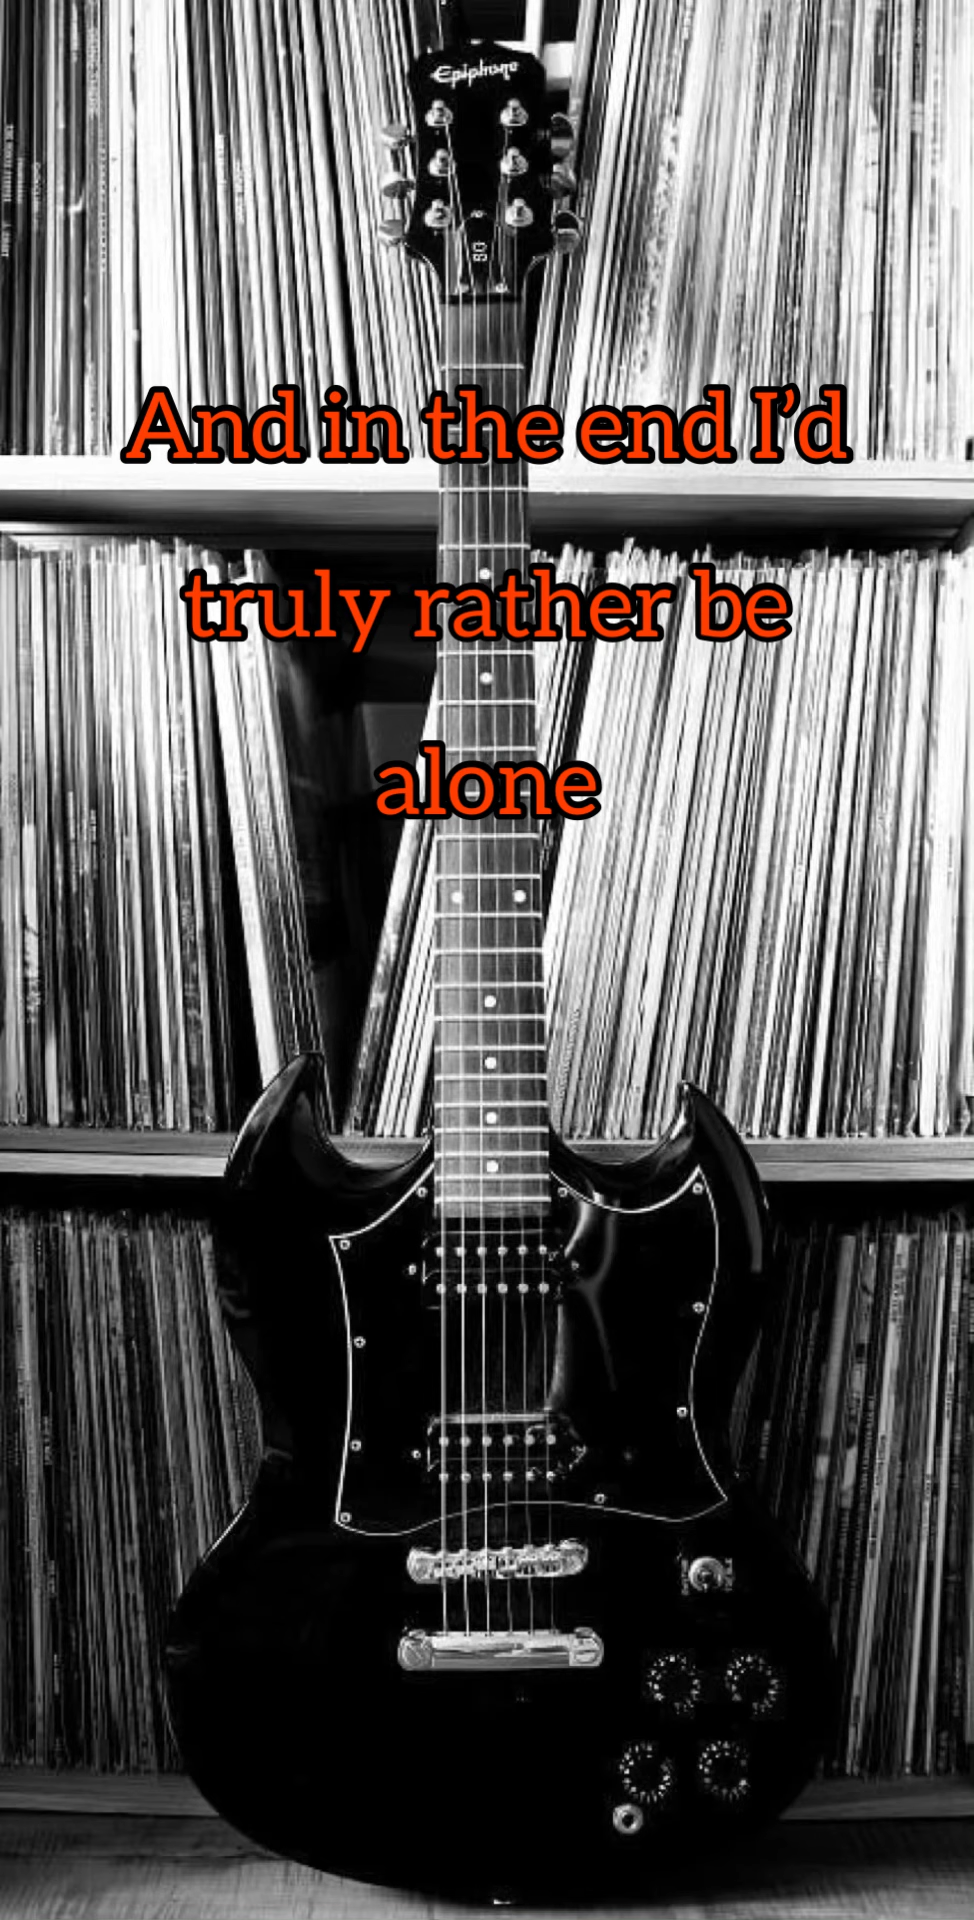 Epiphone
SG
And in the end I’d
truly rather be
alone